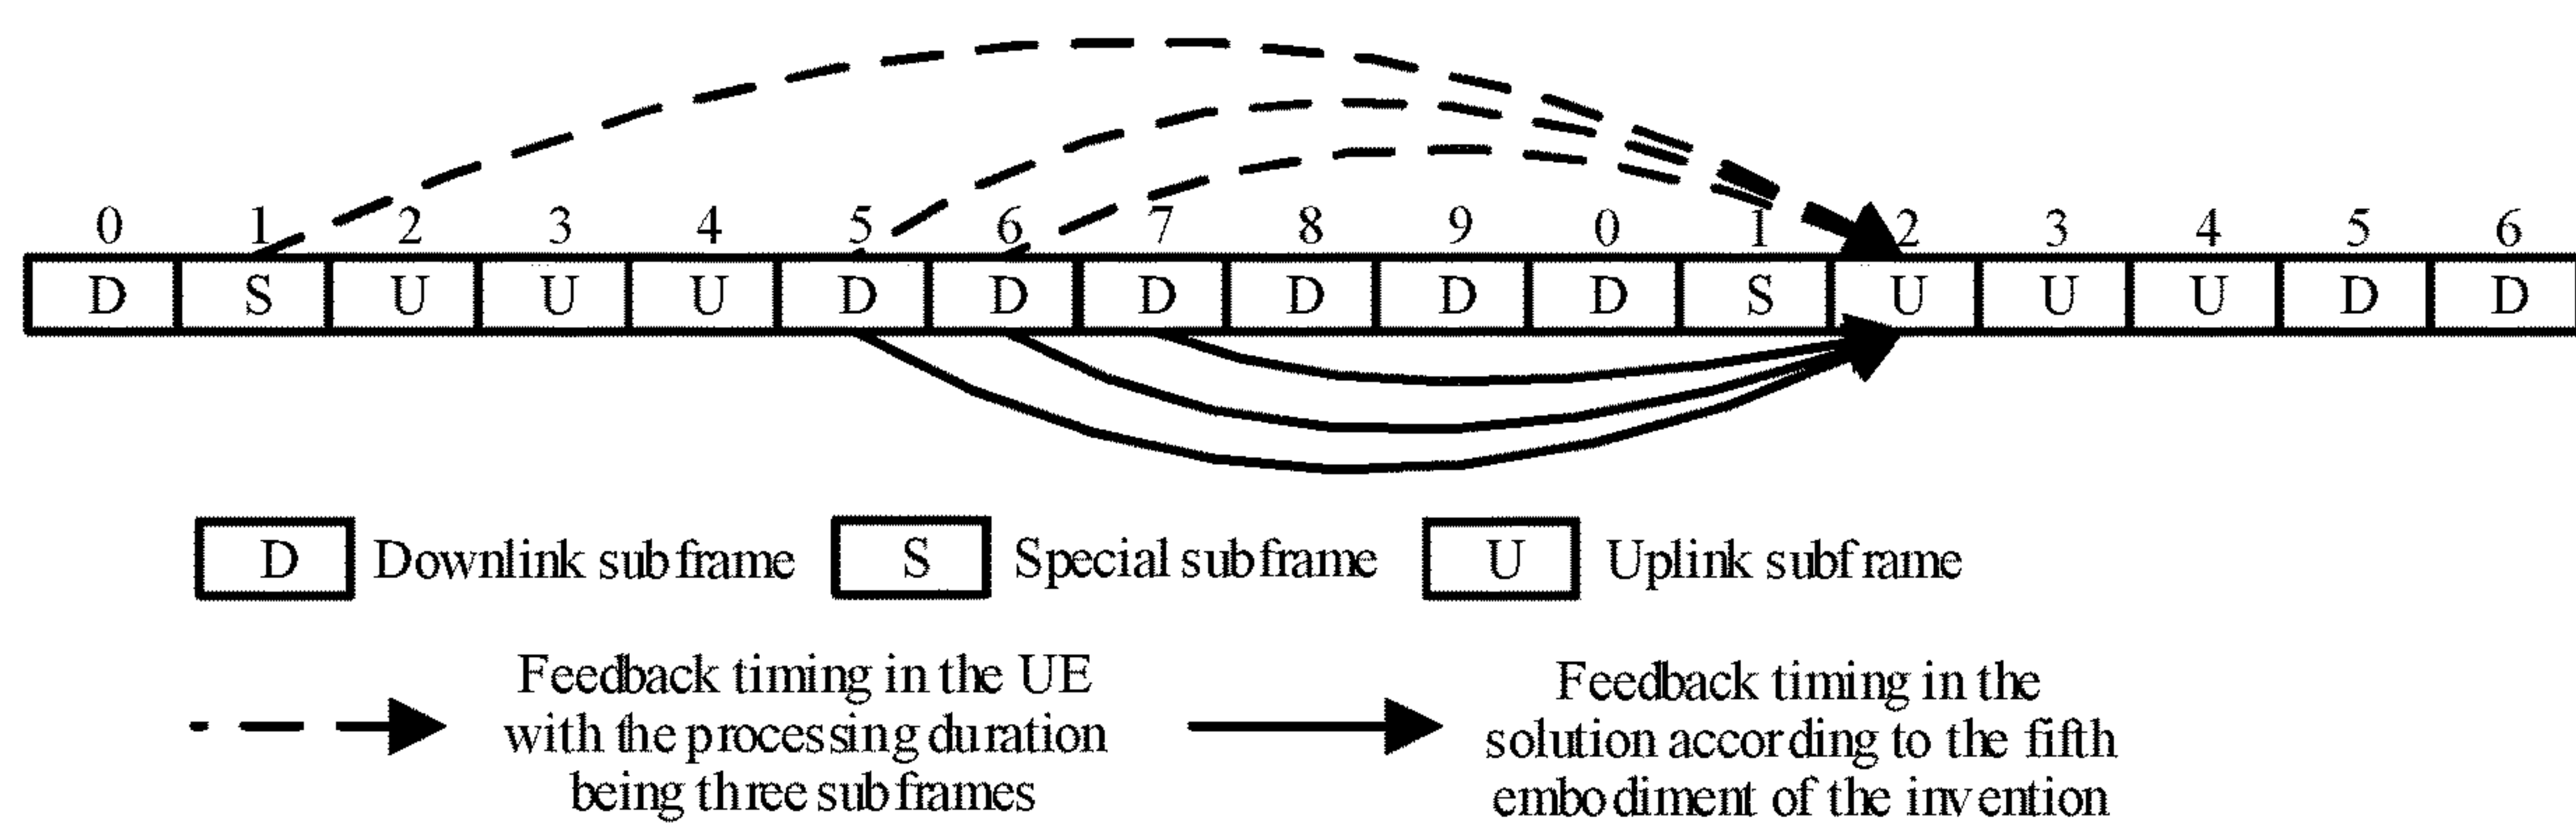 0 1 2 3 4 5 6 7 8 9 0 1 2 3 4 5 6
D S U U U D D D D D D S U U U D D
D Downlink subframe S Special subframe U Uplink subframe
Feedback timing in the UE
with the processing duration
being three subframes
Feedback timing in the
solution according to the fifth
embodiment of the invention